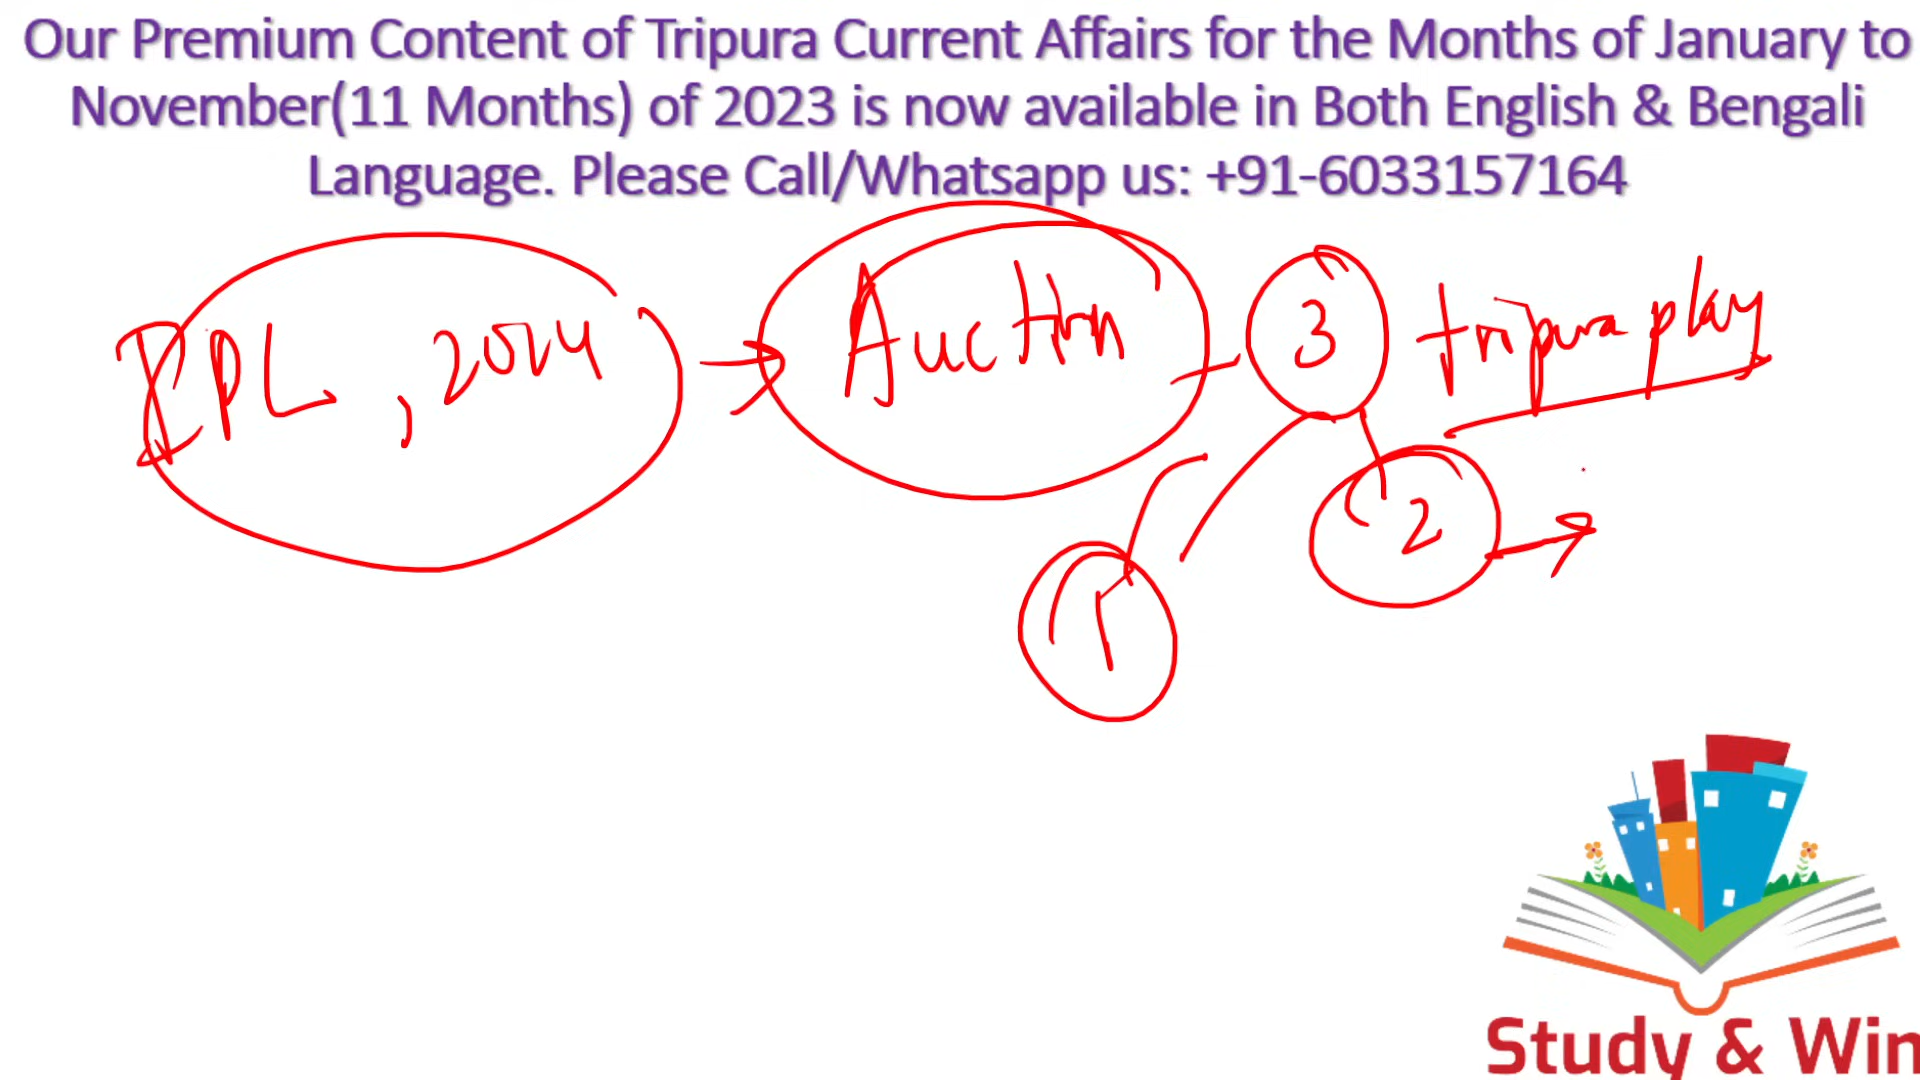 Our Premium Content of Tripura Current Affairs for the Months of January to
November(11 Months) of 2023 is now available in Both English & Bengali
Language. Please Call/Whatsapp us: +91-6033157164
IPL, 2024 → Auction - 3 tripura play
1 2 →
Study & Win